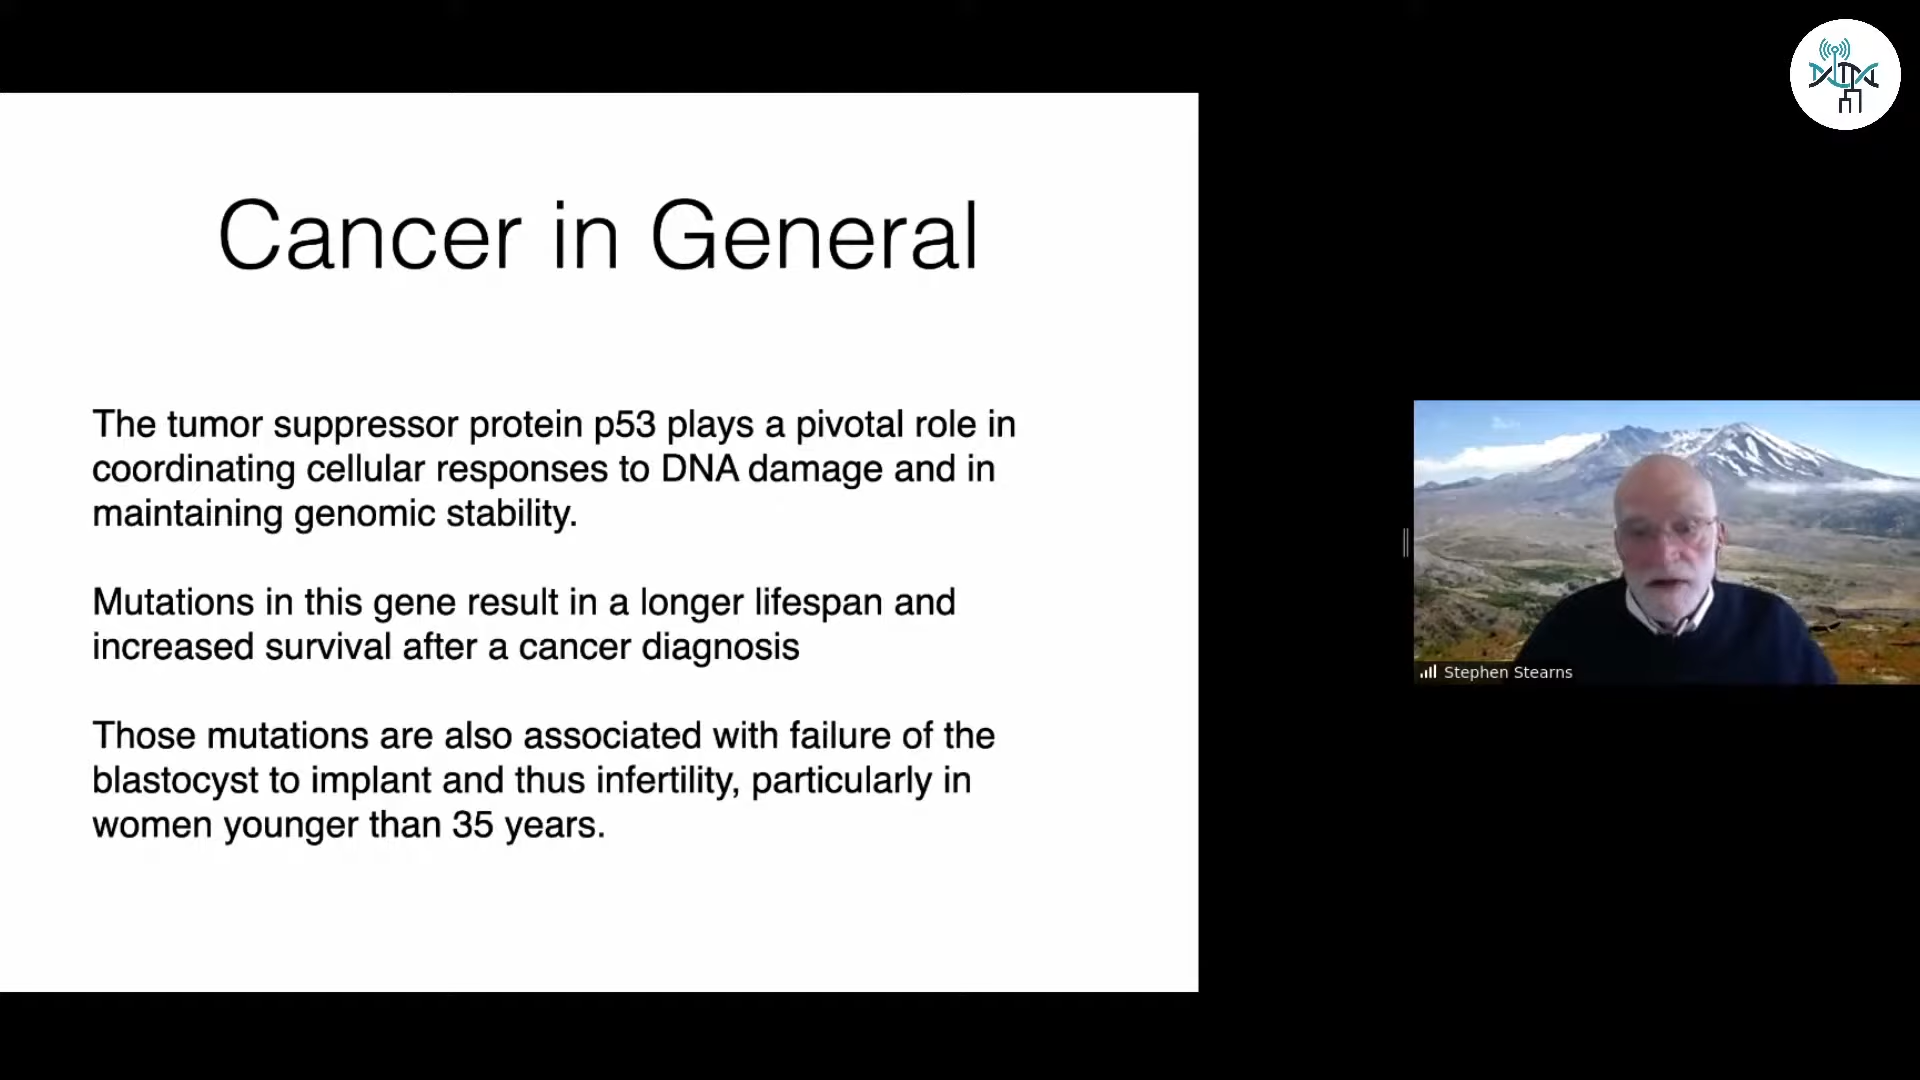 Cancer in General
The tumor suppressor protein p53 plays a pivotal role in
coordinating cellular responses to DNA damage and in
maintaining genomic stability.
Mutations in this gene result in a longer lifespan and
increased survival after a cancer diagnosis
Those mutations are also associated with failure of the
blastocyst to implant and thus infertility, particularly in
women younger than 35 years.
Stephen Stearns